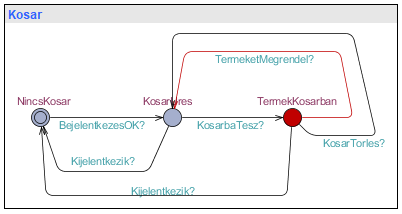 Kosar
TermeketMegrendel?
NincsKosar
KosarUres
TermekKosarban
BejelentkezesOK?
KosarbaTesz?
KosarTorles?
Kijelentkezik?
Kijelentkezik?